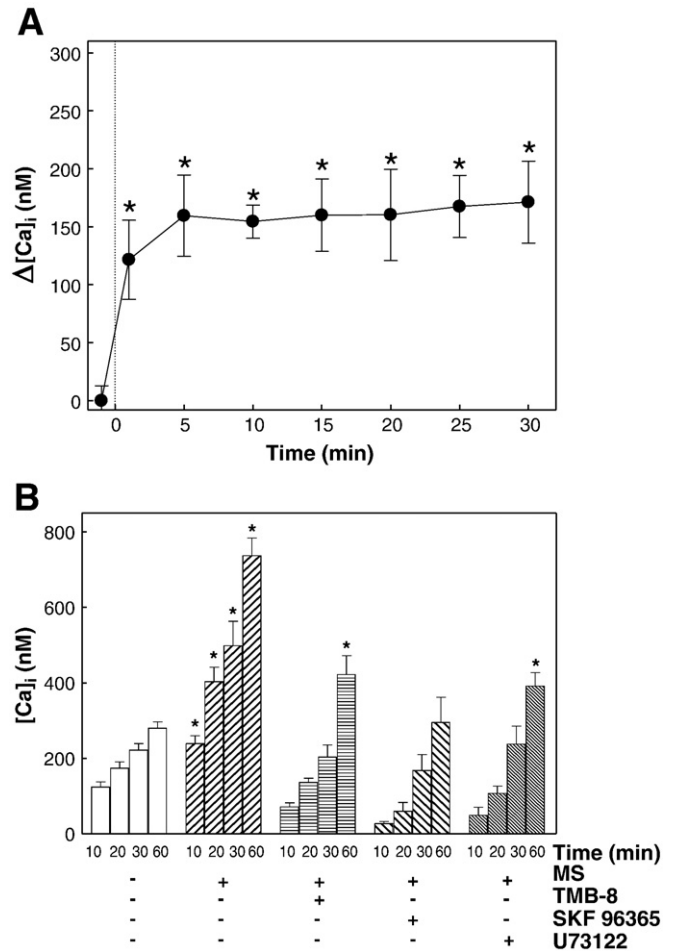 A
300
250
200
150
100
50
0
Δ[Ca]i (nM)
* * * * * * *
0 5 10 15 20 25 30
Time (min)
B
800
600
400
200
0
[Ca]i (nM)
* * * * * *
10 20 30 60 10 20 30 60 10 20 30 60 10 20 30 60 10 20 30 60 Time (min)
- + + + + MS
- - + - - TMB-8
- - - + - SKF 96365
- - - - + U73122